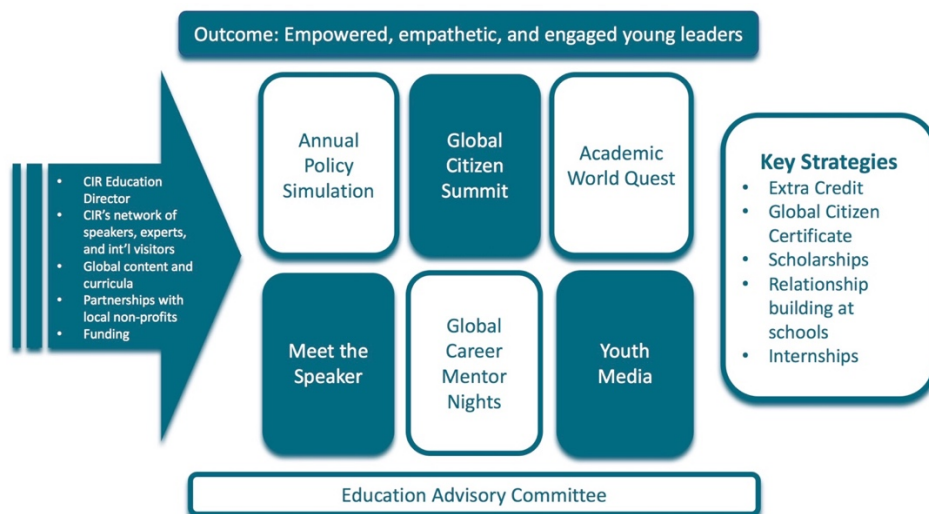 Outcome: Empowered, empathetic, and engaged young leaders
• CIR Education
Director
• CIR's network of
speakers, experts,
and int'l visitors
• Global content and
curricula
• Partnerships with
local non-profits
• Funding
Annual
Policy
Simulation
Global
Citizen
Summit
Academic
World Quest
Meet the
Speaker
Global
Career
Mentor
Nights
Youth
Media
Key Strategies
• Extra Credit
• Global Citizen
Certificate
• Scholarships
• Relationship
building at
schools
• Internships
Education Advisory Committee